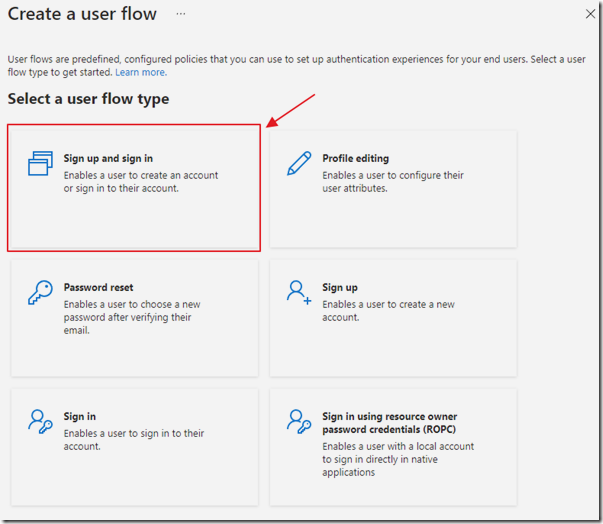 Create a user flow ...
User flows are predefined, configured policies that you can use to set up authentication experiences for your end users. Select a user
flow type to get started. Learn more.
Select a user flow type
Sign up and sign in
Enables a user to create an account
or sign in to their account.
Profile editing
Enables a user to configure their
user attributes.
Password reset
Enables a user to choose a new
password after verifying their
email.
Sign up
Enables a user to create a new
account.
Sign in
Enables a user to sign in to their
account.
Sign in using resource owner
password credentials (ROPC)
Enables a user with a local account
to sign in directly in native
applications